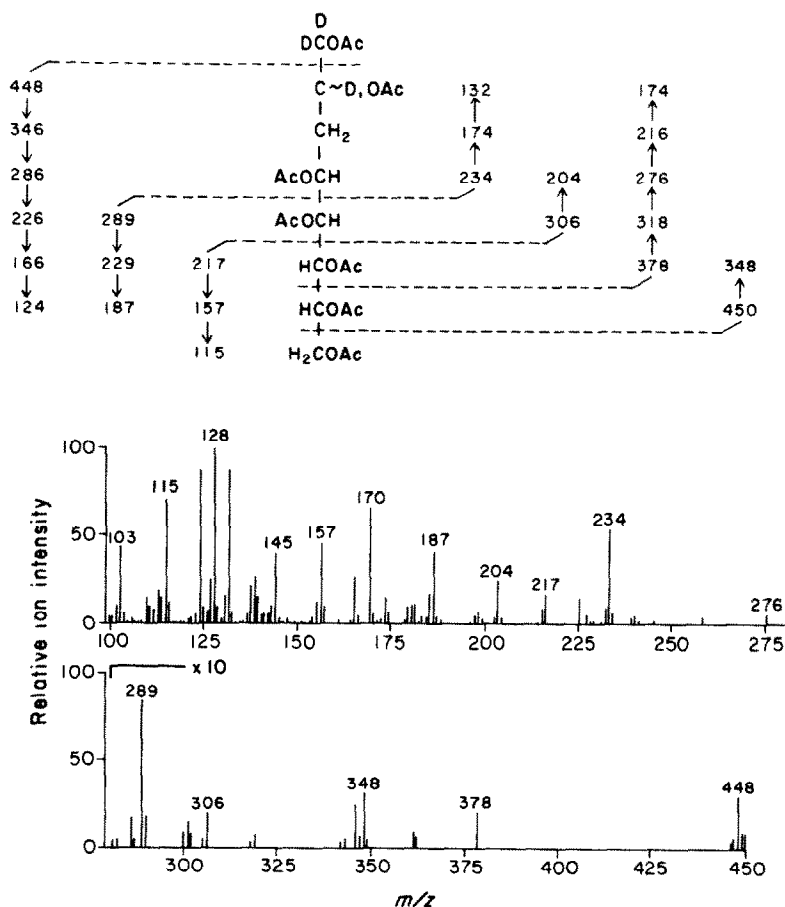 D
DCOAc
448 C~D,OAc 132 174
346 CH2 174 216
286 AcOCH 234 204 276
226 289 AcOCH 306 318
166 229 217 HCOAc 378 348
124 187 157 HCOAc 450
115 H2COAc
Relative ion intensity
100 128
115 170
50 103 145 157 187 234
204 217 276
0
100 125 150 175 200 225 250 275
x 10
100 289
50
306 348 378 448
0
300 325 350 375 400 425 450
m/z